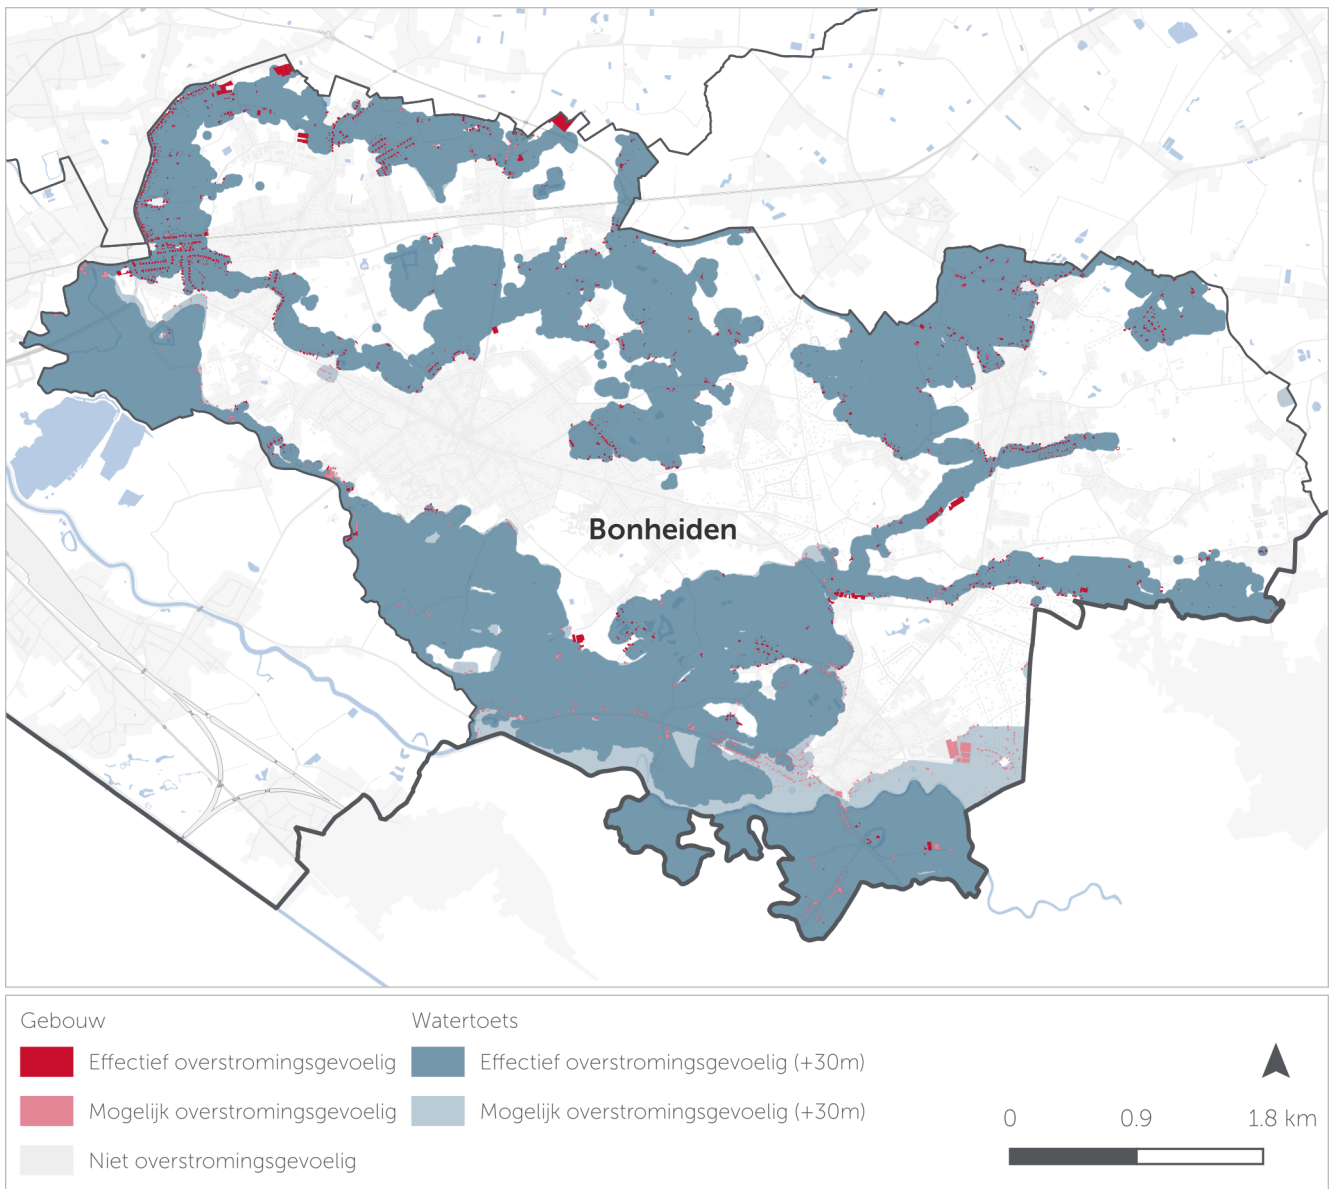 Bonheiden
Gebouw
Effectief overstromingsgevoelig
Mogelijk overstromingsgevoelig
Niet overstromingsgevoelig
Watertoets
Effectief overstromingsgevoelig (+30m)
Mogelijk overstromingsgevoelig (+30m)
0 0.9 1.8 km